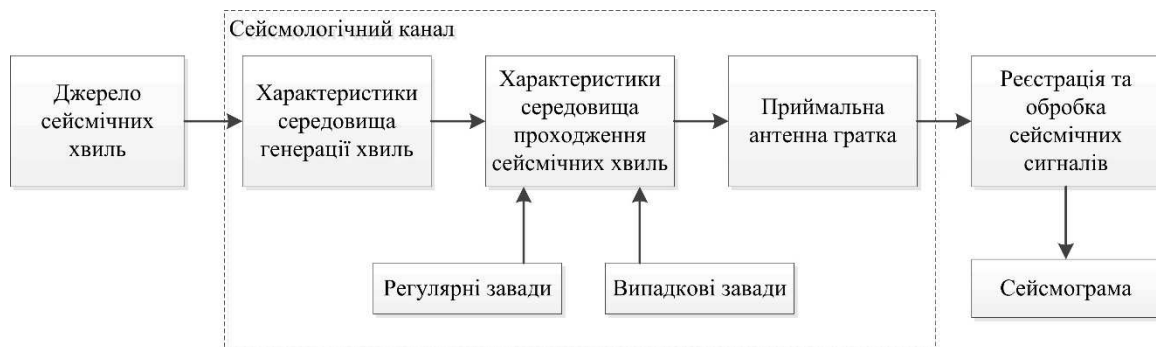 Сейсмологічний канал
Джерело
сейсмічних
хвиль
Характеристики
середовища
генерації хвиль
Характеристики
середовища
проходження
сейсмічних хвиль
Приймальна
антенна гратка
Реєстрація та
обробка
сейсмічних
сигналів
Регулярні завади
Випадкові завади
Сейсмограма